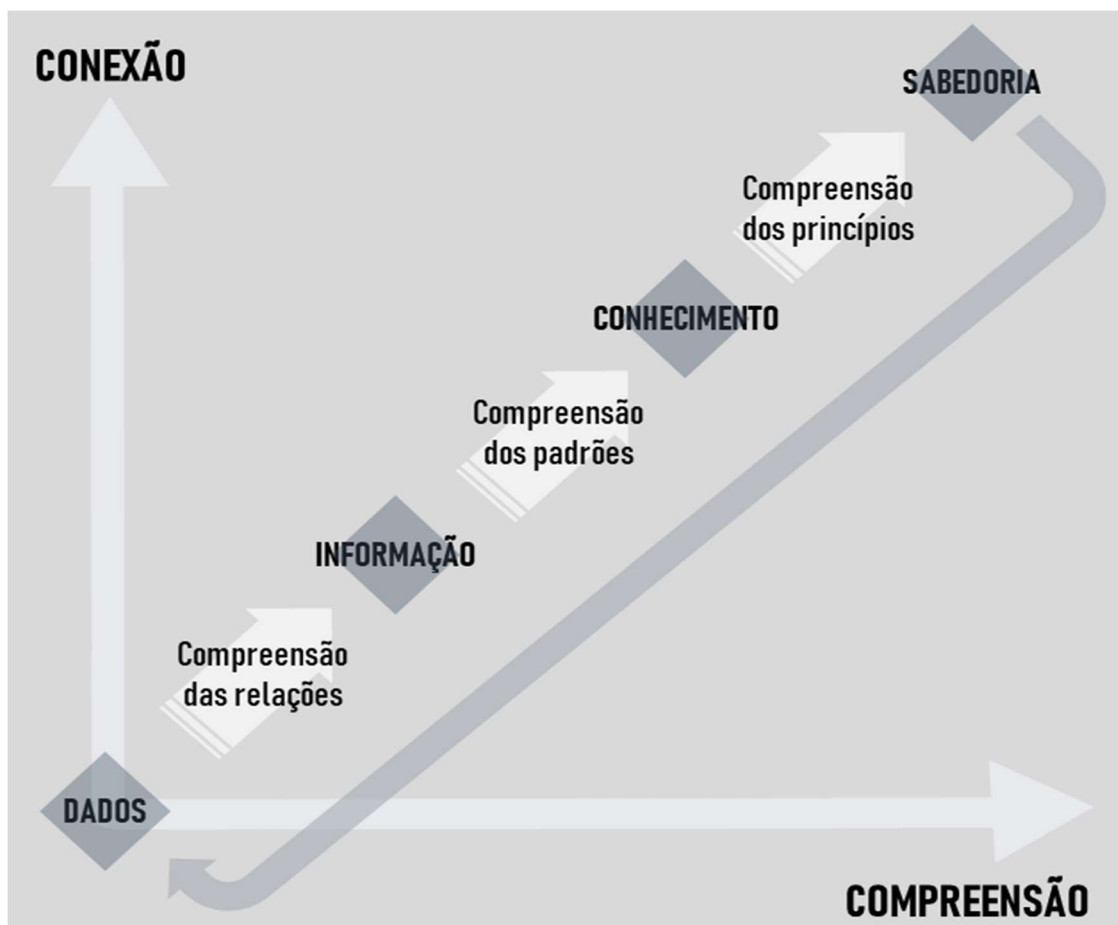 CONEXÃO
SABEDORIA
Compreensão
dos princípios
CONHECIMENTO
Compreensão
dos padrões
INFORMAÇÃO
Compreensão
das relações
DADOS
COMPREENSÃO